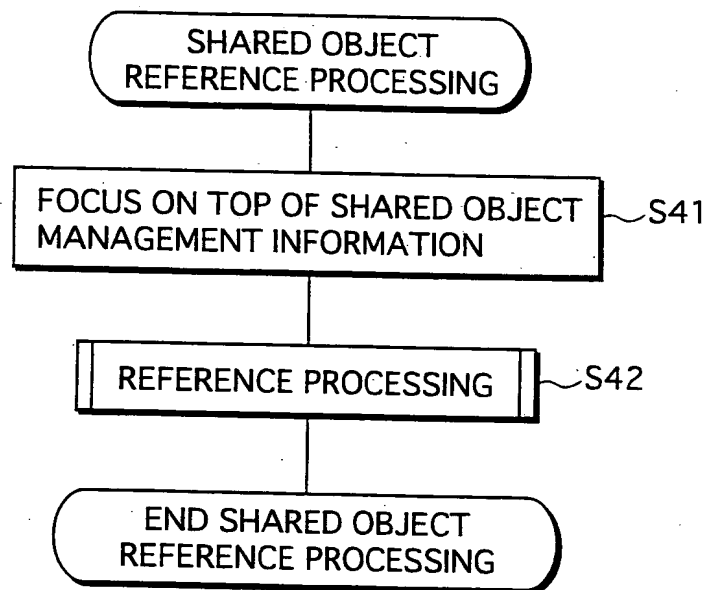 SHARED OBJECT
REFERENCE PROCESSING
FOCUS ON TOP OF SHARED OBJECT
MANAGEMENT INFORMATION
S41
REFERENCE PROCESSING
S42
END SHARED OBJECT
REFERENCE PROCESSING